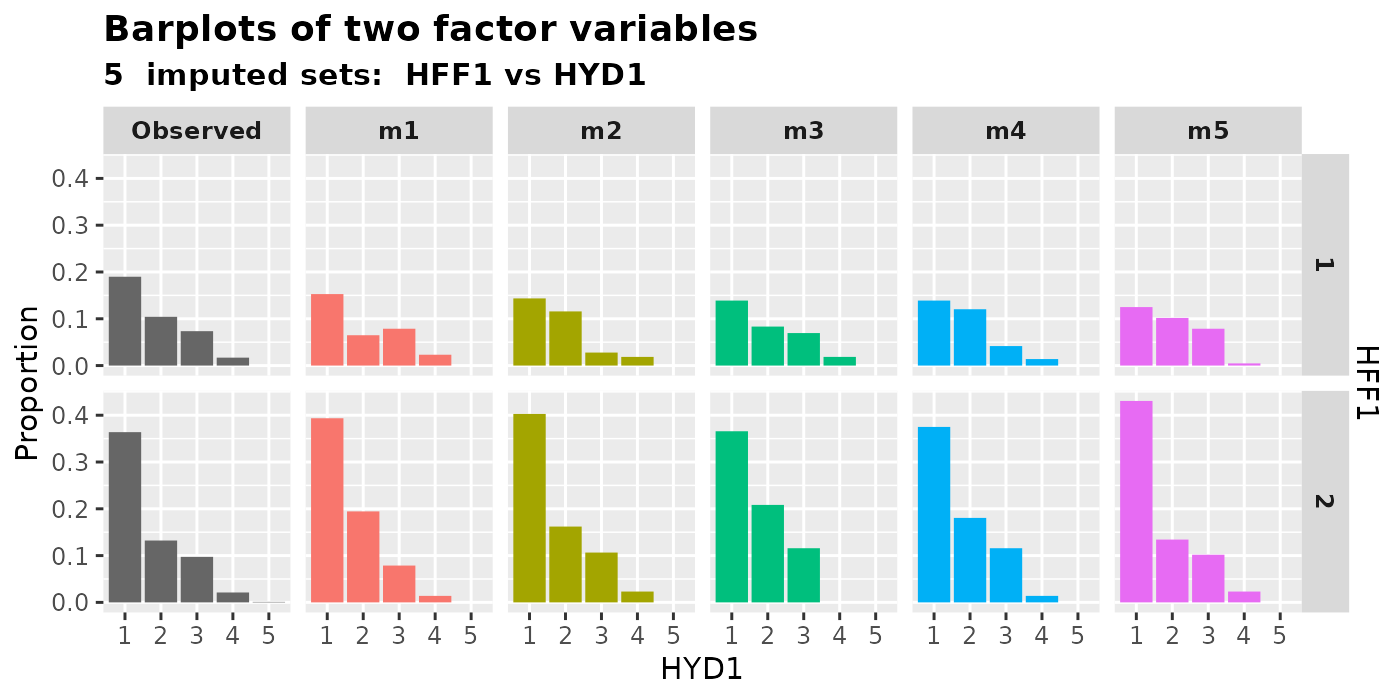 Barplots of two factor variables
5  imputed sets:  HFF1 vs HYD1
Observed m1 m2 m3 m4 m5
0.4
0.3
0.2
0.1
0.0
1
0.4
0.3
0.2
0.1
0.0
2
Proportion
HFF1
1 2 3 4 5 1 2 3 4 5 1 2 3 4 5 1 2 3 4 5 1 2 3 4 5 1 2 3 4 5
HYD1